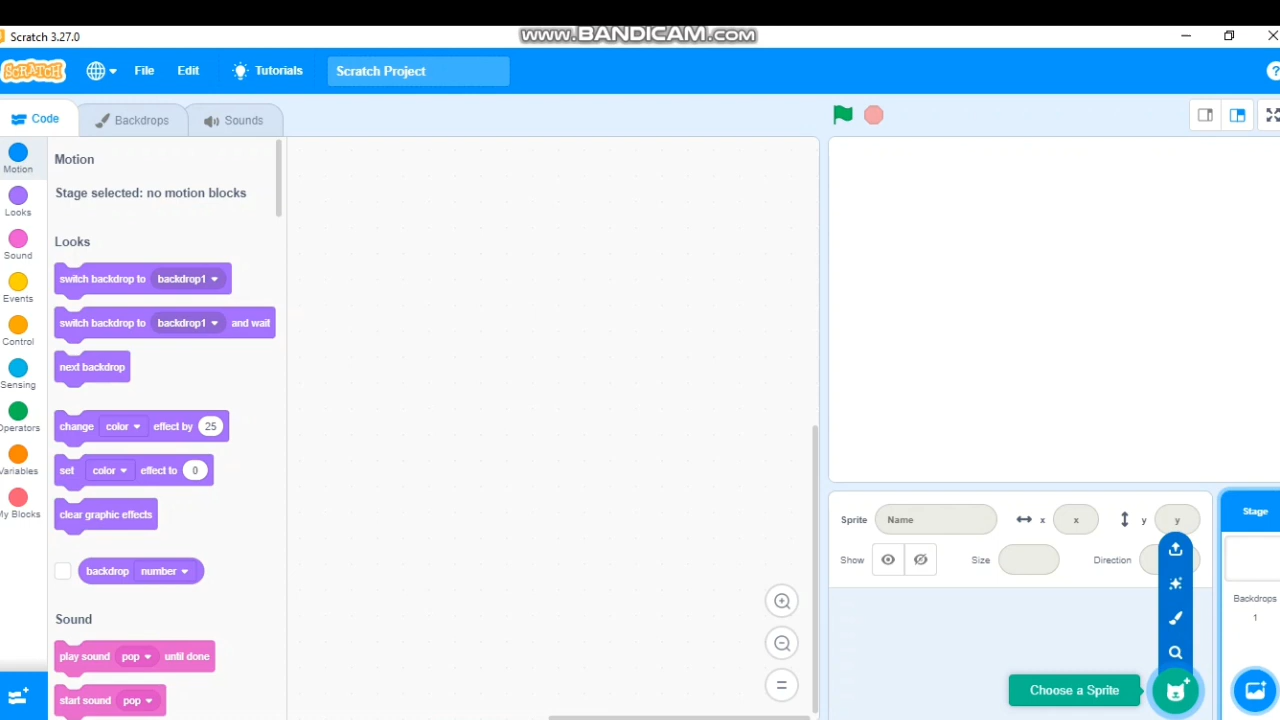 Scratch 3.27.0
www.BANDICAM.com
SCRATCH
File
Edit
Tutorials
Scratch Project
?
Code
Backdrops
Sounds
Motion
Looks
Sound
Events
Control
Sensing
Operators
Variables
My Blocks
Motion
Stage selected: no motion blocks
Looks
switch backdrop to backdrop1
switch backdrop to backdrop1 and wait
next backdrop
change color effect by 25
set color effect to 0
clear graphic effects
backdrop number
Sound
play sound pop until done
start sound pop
Sprite Name x x y y
Show Size Direction
Choose a Sprite
Stage
Backdrops
1